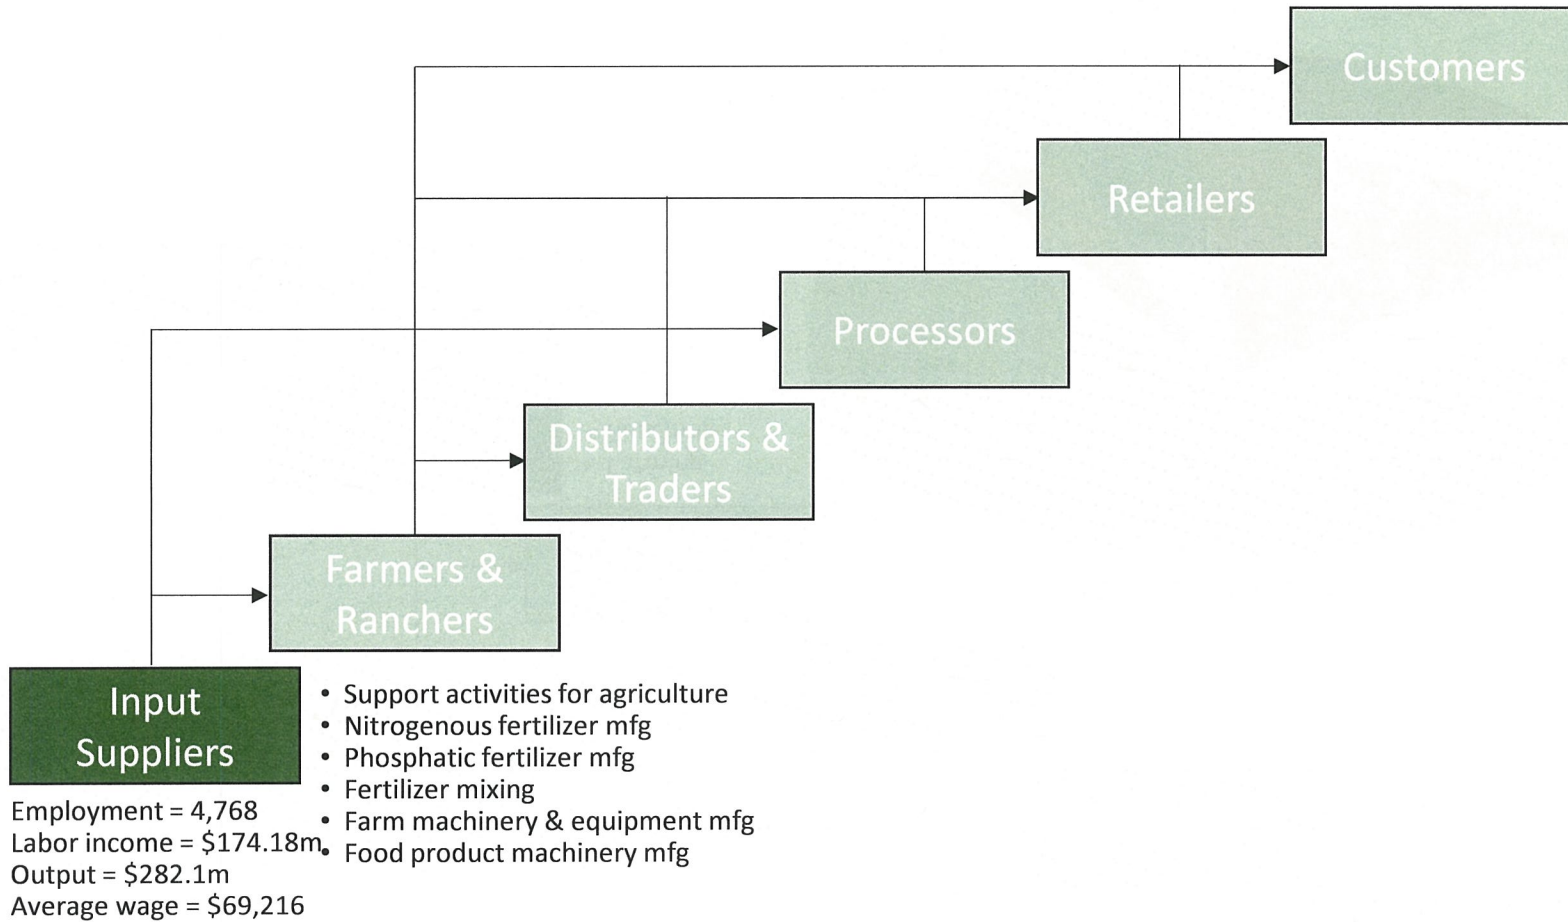 Customers
Retailers
Processors
Distributors &
Traders
Farmers &
Ranchers
Input
Suppliers
Employment = 4,768
Labor income = $174.18m
Output = $282.1m
Average wage = $69,216
• Support activities for agriculture
• Nitrogenous fertilizer mfg
• Phosphatic fertilizer mfg
• Fertilizer mixing
• Farm machinery & equipment mfg
• Food product machinery mfg